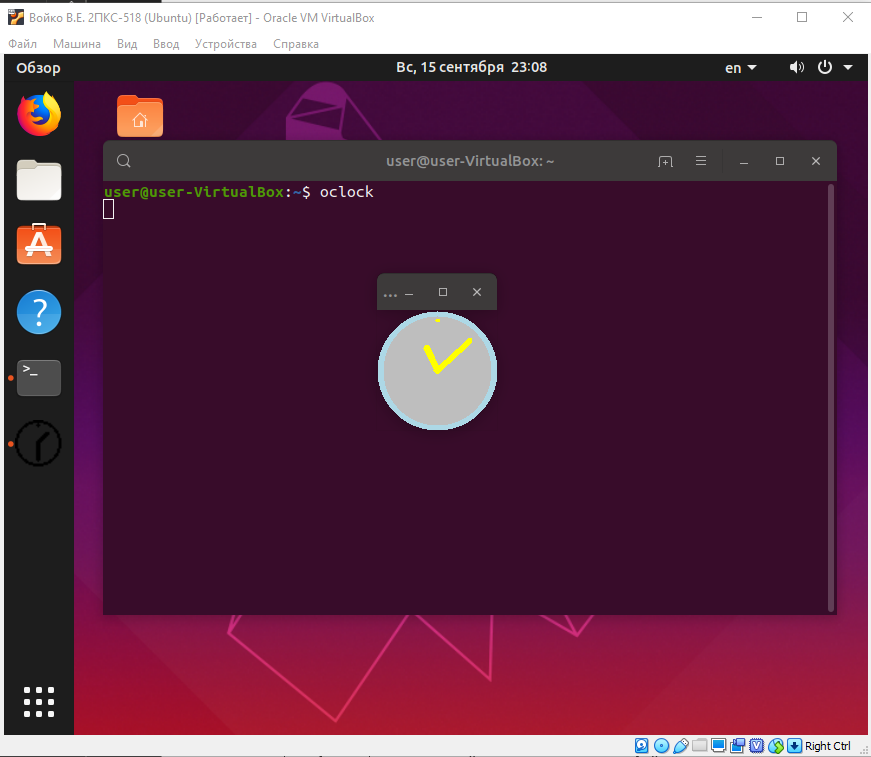 Войко В.Е. 2ПКС-518 (Ubuntu) [Работает] - Oracle VM VirtualBox
Файл Машина Вид Ввод Устройства Справка
Обзор Вс, 15 сентября 23:08 en
user@user-VirtualBox: ~
user@user-VirtualBox:~$ oclock
...
>_
Right Ctrl